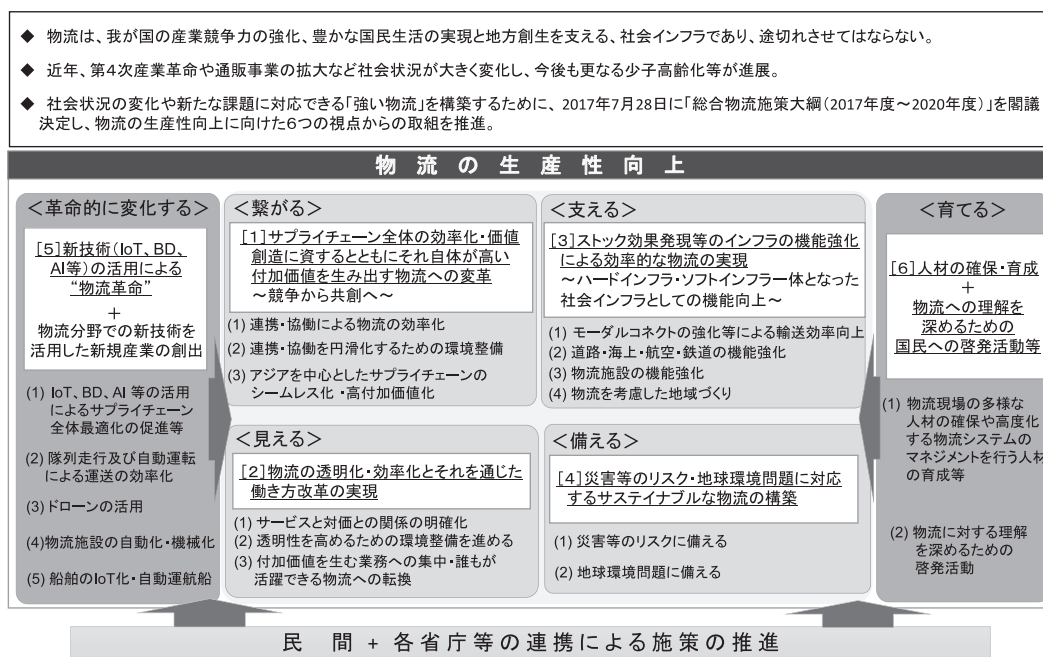 ◆ 物流は、我が国の産業競争力の強化、豊かな国民生活の実現と地方創生を支える、社会インフラであり、途切れさせてはならない。
◆ 近年、第4次産業革命や通販事業の拡大など社会状況が大きく変化し、今後も更なる少子高齢化等が進展。
◆ 社会状況の変化や新たな課題に対応できる「強い物流」を構築するために、2017年7月28日に「総合物流施策大綱(2017年度~2020年度)」を閣議
決定し、物流の生産性向上に向けた6つの視点からの取組を推進。
物流の生産性向上
<革命的に変化する>
[5]新技術(IoT、BD、
AI等)の活用による
“物流革命”
+
物流分野での新技術を
活用した新規産業の創出
(1) IoT、BD、AI 等の活用
によるサプライチェーン
全体最適化の促進等
(2) 隊列走行及び自動運転
による運送の効率化
(3) ドローンの活用
(4)物流施設の自動化・機械化
(5) 船舶のIoT化・自動運航船
<繋がる>
[1]サプライチェーン全体の効率化・価値
創造に資するとともにそれ自体が高い
付加価値を生み出す物流への変革
~競争から共創へ~
(1) 連携・協働による物流の効率化
(2) 連携・協働を円滑化するための環境整備
(3) アジアを中心としたサプライチェーンの
シームレス化・高付加価値化
<見える>
[2]物流の透明化・効率化とそれを通じた
働き方改革の実現
(1) サービスと対価との関係の明確化
(2) 透明性を高めるための環境整備を進める
(3) 付加価値を生む業務への集中・誰もが
活躍できる物流への転換
<支える>
[3]ストック効果発現等のインフラの機能強化
による効率的な物流の実現
~ハードインフラ・ソフトインフラ一体となった
社会インフラとしての機能向上~
(1) モーダルコネクトの強化等による輸送効率向上
(2) 道路・海上・航空・鉄道の機能強化
(3) 物流施設の機能強化
(4) 物流を考慮した地域づくり
<備える>
[4]災害等のリスク・地球環境問題に対応
するサステイナブルな物流の構築
(1) 災害等のリスクに備える
(2) 地球環境問題に備える
<育てる>
[6]人材の確保・育成
+
物流への理解を
深めるための
国民への啓発活動等
(1) 物流現場の多様な
人材の確保や高度化
する物流システムの
マネジメントを行う人材
の育成等
(2) 物流に対する理解
を深めるための
啓発活動
民 間 + 各省庁等の連携による施策の推進